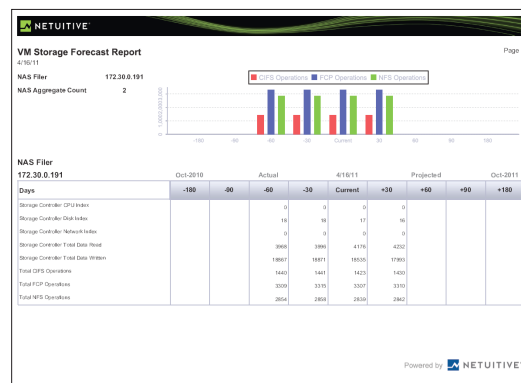 NETUITIVE
VM Storage Forecast Report
Page
4/16/11
NAS Filer 172.30.0.191
NAS Aggregate Count 2
CIFS Operations FCP Operations NFS Operations
-180 -90 -60 -30 Current 30 60 90 180
NAS Filer
172.30.0.191 Oct-2010 Actual 4/16/11 Projected Oct-2011
Days -180 -90 -60 -30 Current +30 +60 +90 +180
Storage Controller CPU Index 0 0 0 0
Storage Controller Disk Index 18 18 17 16
Storage Controller Network Index 0 0 0 0
Storage Controller Total Data Read 3968 3996 4176 4232
Storage Controller Total Data Written 18867 18871 18535 17993
Total CIFS Operations 1440 1441 1423 1430
Total FCP Operations 3309 3315 3307 3310
Total NFS Operations 2854 2858 2839 2842
Powered by NETUITIVE